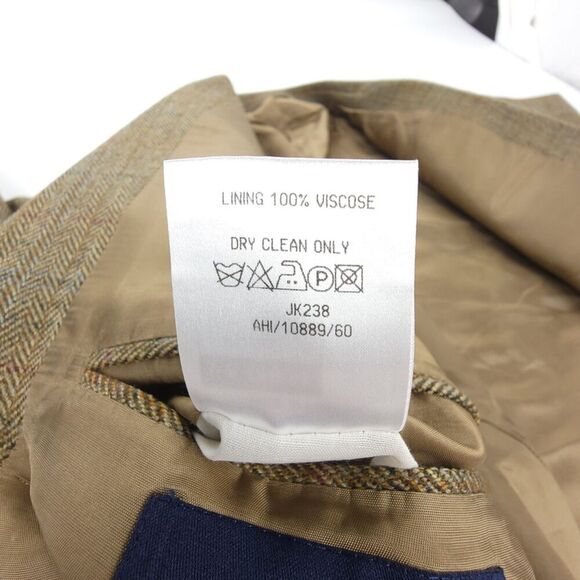 LINING 100% VISCOSE
DRY CLEAN ONLY
P
JK238
AHI/10889/60